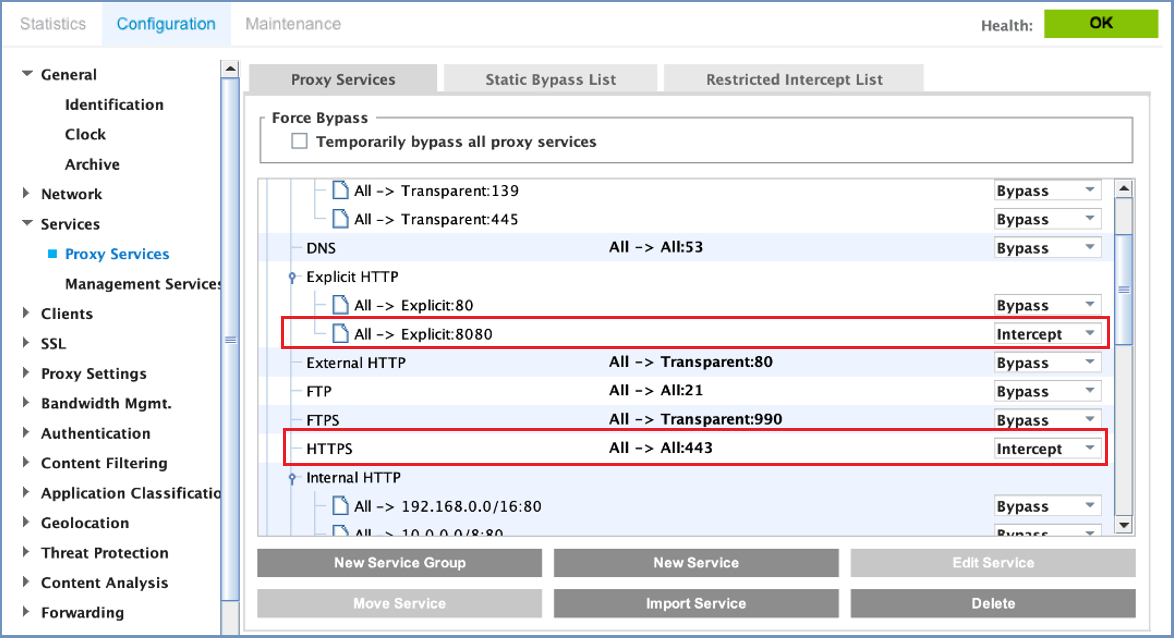 Statistics Configuration Maintenance Health: OK
General
Identification
Clock
Archive
Network
Services
Proxy Services
Management Services
Clients
SSL
Proxy Settings
Bandwidth Mgmt.
Authentication
Content Filtering
Application Classificatio
Geolocation
Threat Protection
Content Analysis
Forwarding
Proxy Services Static Bypass List Restricted Intercept List
Force Bypass
Temporarily bypass all proxy services
All -> Transparent:139 Bypass
All -> Transparent:445 Bypass
DNS All -> All:53 Bypass
Explicit HTTP
All -> Explicit:80 Bypass
All -> Explicit:8080 Intercept
External HTTP All -> Transparent:80 Bypass
FTP All -> All:21 Bypass
FTPS All -> Transparent:990 Bypass
HTTPS All -> All:443 Intercept
Internal HTTP
All -> 192.168.0.0/16:80 Bypass
All -> 10.0.0.0/8:80 Bypass
New Service Group New Service Edit Service
Move Service Import Service Delete